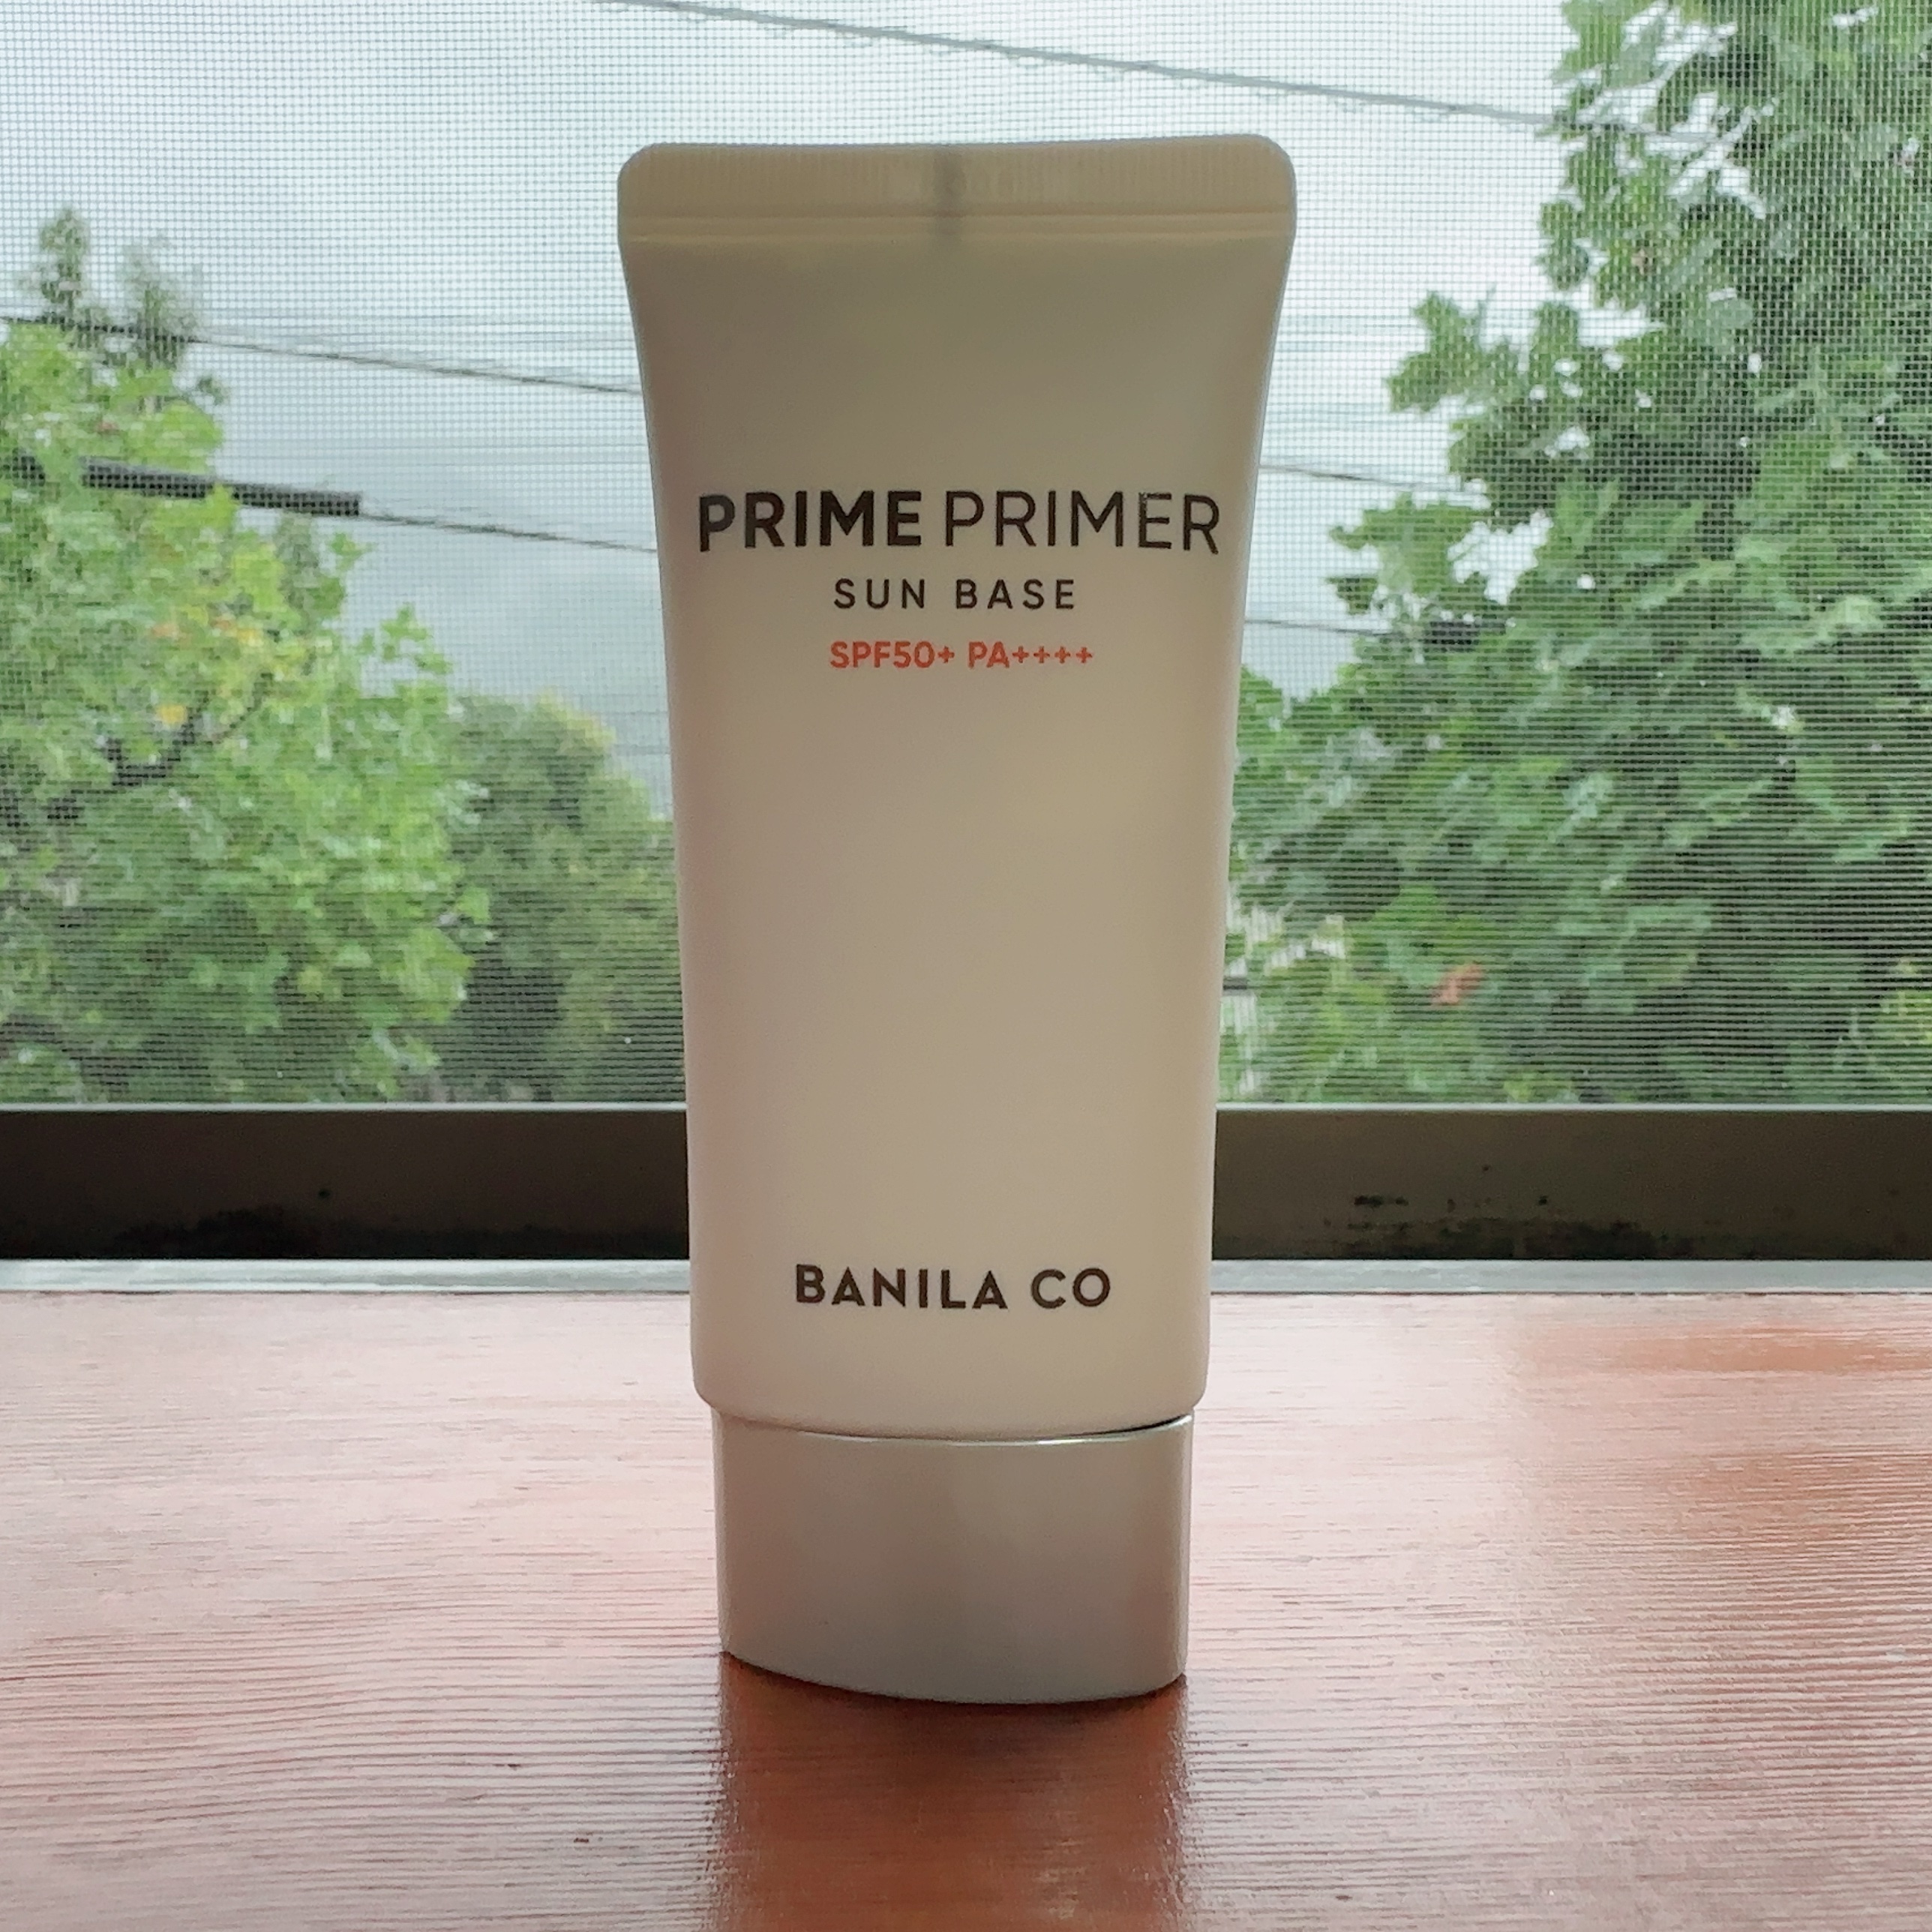 PRIME PRIMER
SUN BASE
SPF50+ PA++++
BANILA CO